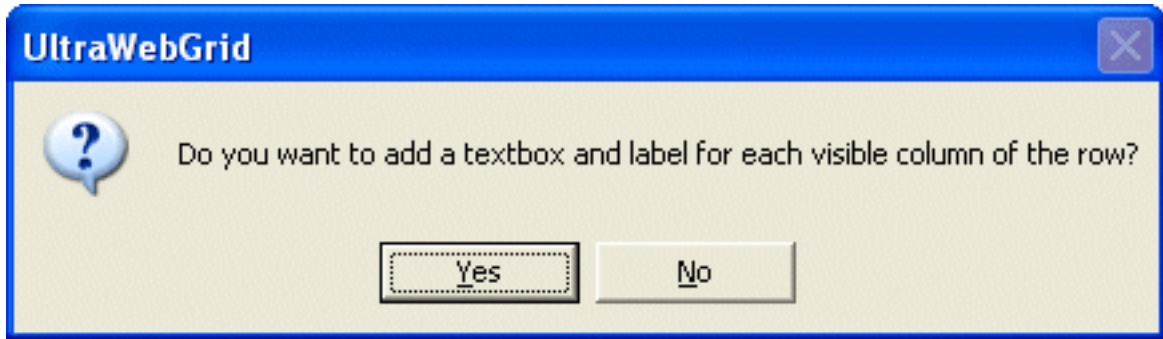 UltraWebGrid
Do you want to add a textbox and label for each visible column of the row?
Yes
No